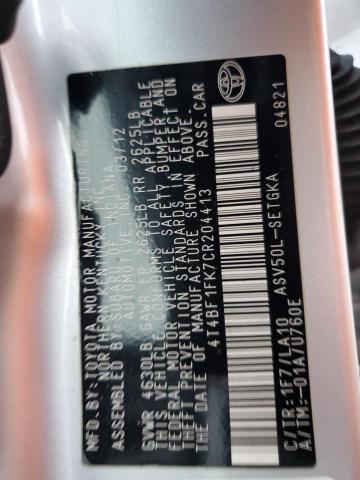 MFD. BY: TOYOTA MOTOR MANUFACTURING
NORTHERN KENTUCKY, INC.
ASSEMBLED BY: SUBARU OF INDIANA
AUTOMOTIVE, INC. 03/12
GVWR 4630LB GAWR FR 2625LB RR 2625LB
THIS VEHICLE CONFORMS TO ALL APPLICABLE
FEDERAL MOTOR VEHICLE SAFETY, BUMPER AND
THEFT PREVENTION STANDARDS IN EFFECT ON
THE DATE OF MANUFACTURE SHOWN ABOVE.
4T4BF1FK7CR204413 PASS.CAR
C/TR:1F7/LA10 ASV50L-SETGKA
A/TM:-01A/U760E 04821